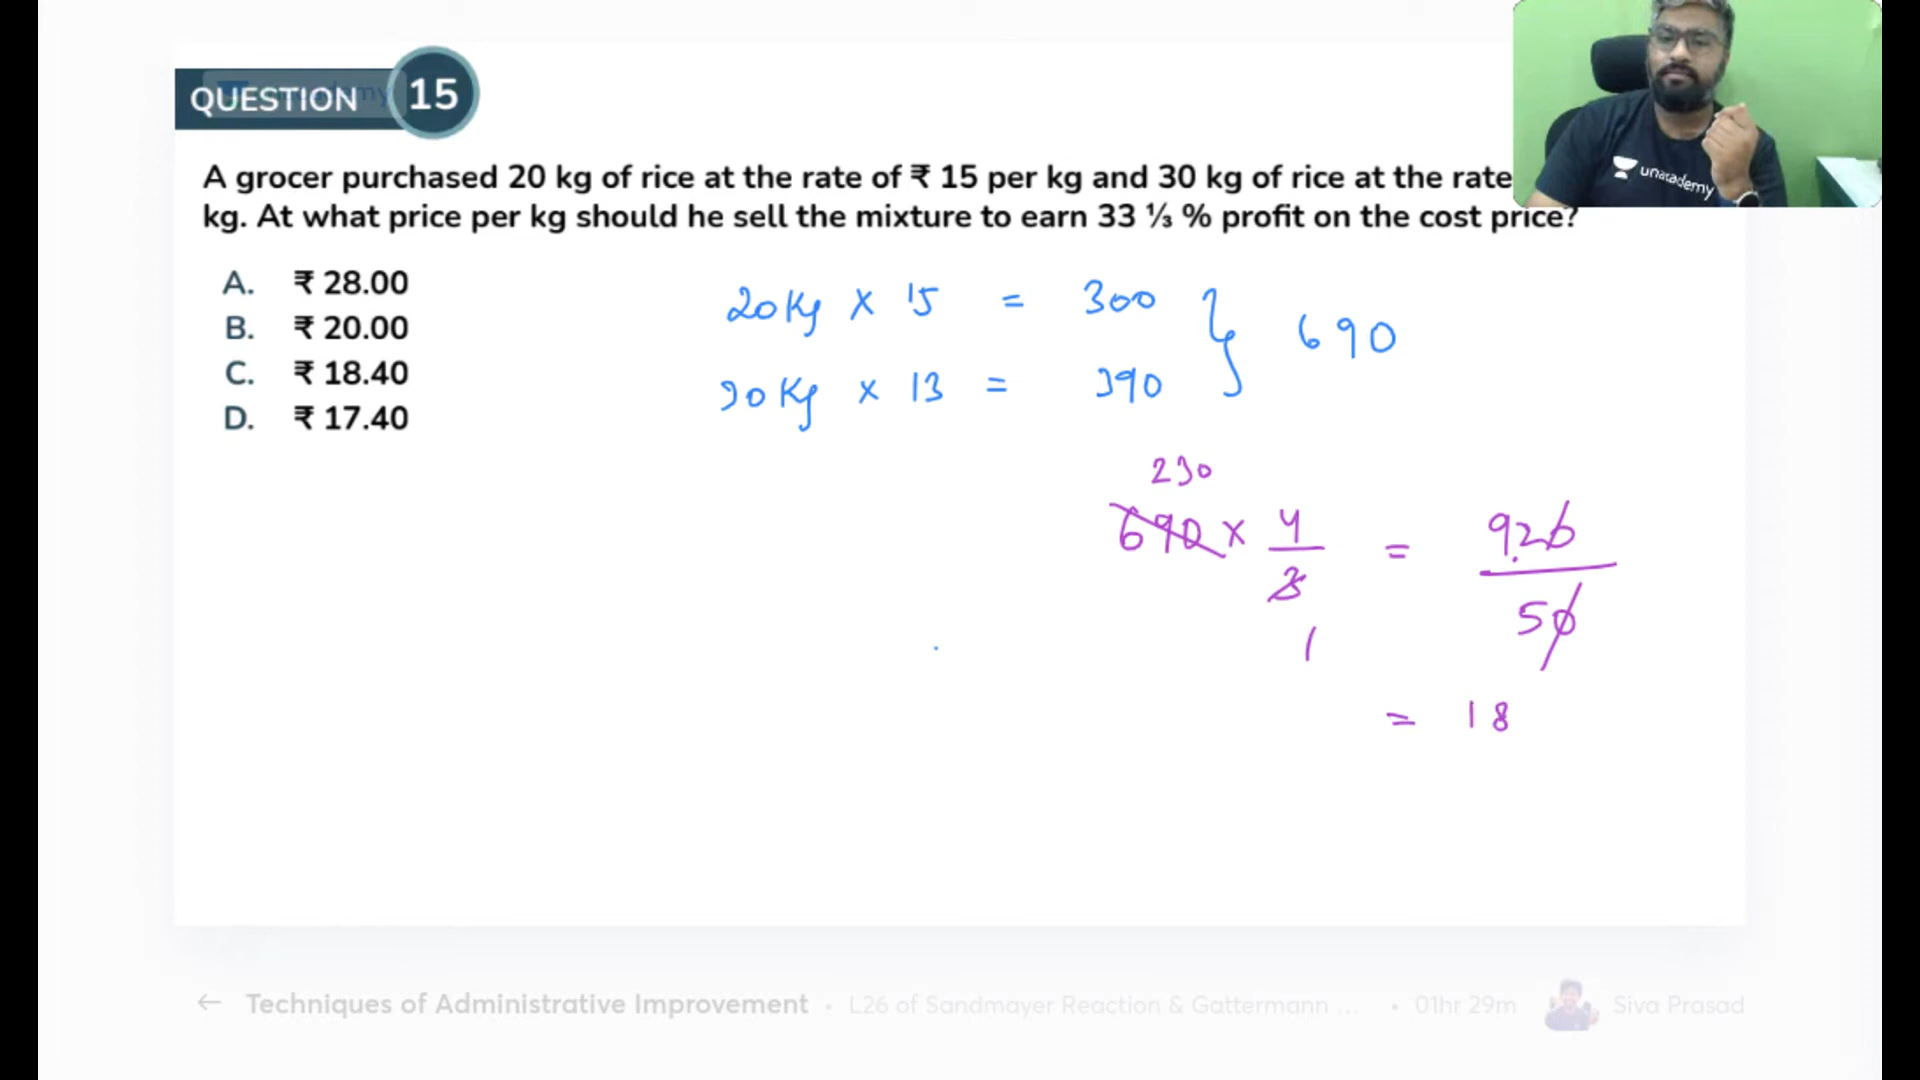 QUESTION 15
unacademy
A grocer purchased 20 kg of rice at the rate of ₹ 15 per kg and 30 kg of rice at the rate
kg. At what price per kg should he sell the mixture to earn 33 ⅓ % profit on the cost price?
A. ₹ 28.00
B. ₹ 20.00
C. ₹ 18.40
D. ₹ 17.40
20 Kg × 15 = 300
30 Kg × 13 = 390
} 690
230
690 × 4/3 = 920/50
1
= 18
← Techniques of Administrative Improvement • L26 of Sandmayer Reaction & Gattermann ... • 01hr 29m Siva Prasad